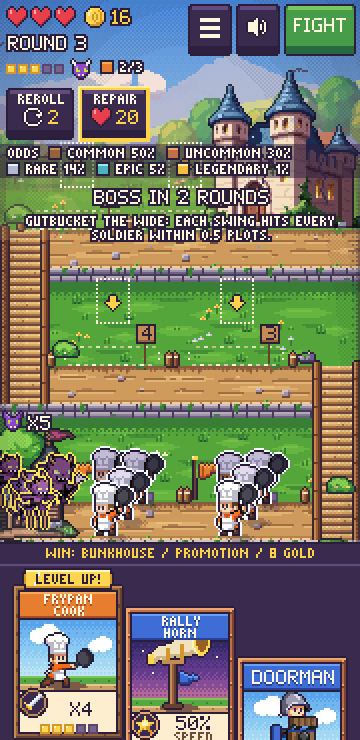 16
ROUND 3
2/3
FIGHT
REROLL
2
REPAIR
20
ODDS COMMON 50% UNCOMMON 30%
RARE 14% EPIC 5% LEGENDARY 1%
BOSS IN 2 ROUNDS
GUTBUCKET THE WIDE: EACH SWING HITS EVERY
SOLDIER WITHIN 0.5 PLOTS.
4
3
X5
WIN: BUNKHOUSE / PROMOTION / 8 GOLD
LEVEL UP!
FRYPAN
COOK
X4
RALLY
HORN
50%
SPEED
DOORMAN